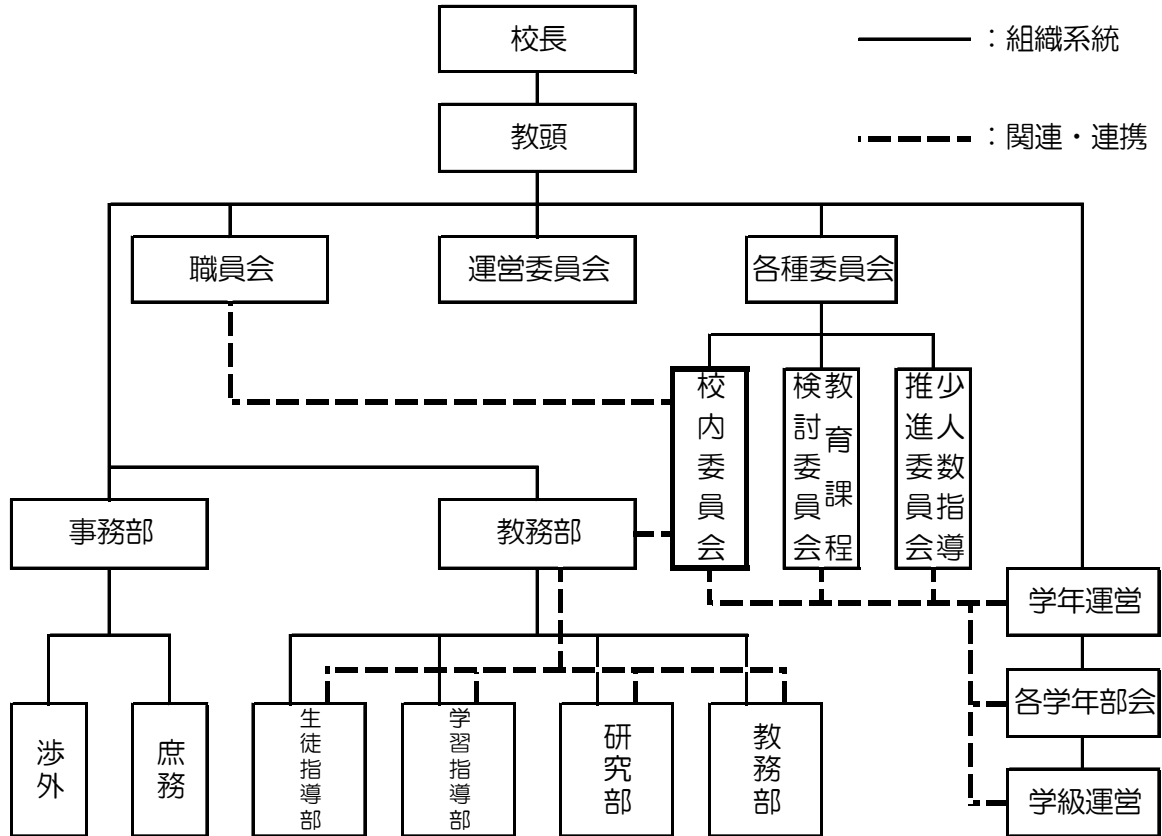 校長
：組織系統
教頭
：関連・連携
職員会
運営委員会
各種委員会
校内委員会
教育課程
検討委員会
少人数指導
推進委員会
事務部
教務部
学年運営
各学年部会
学級運営
渉外
庶務
生徒指導部
学習指導部
研究部
教務部